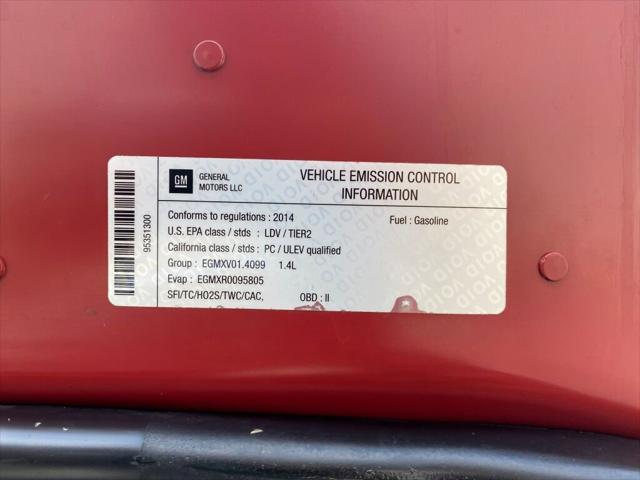 GM
GENERAL
MOTORS LLC
VEHICLE EMISSION CONTROL
INFORMATION
95351300
Conforms to regulations : 2014
Fuel : Gasoline
U.S. EPA class / stds : LDV / TIER2
California class / stds : PC / ULEV qualified
Group : EGMXV01.4099 1.4L
Evap : EGMXR0095805
SFI/TC/HO2S/TWC/CAC, OBD : II